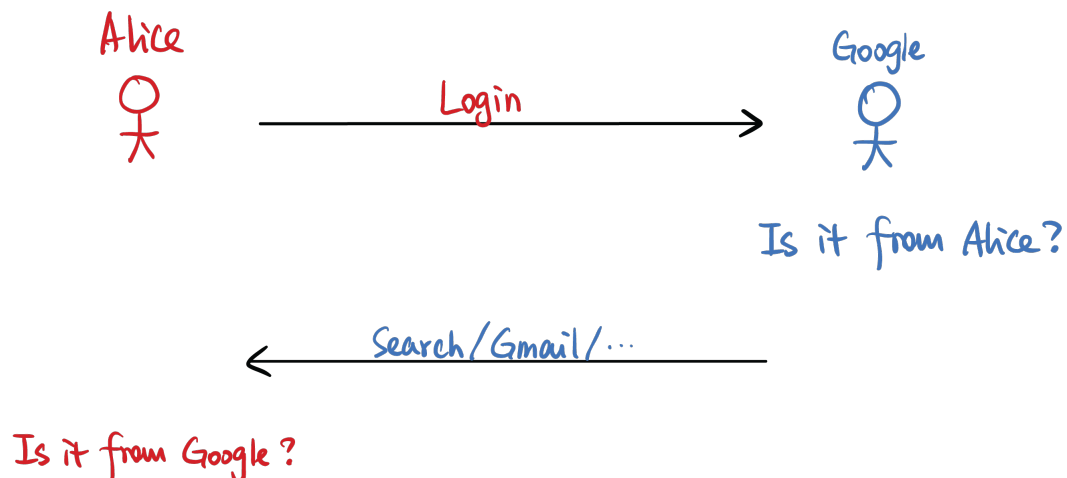 Alice
Google
Login
Is it from Alice?
Search/Gmail/...
Is it from Google?